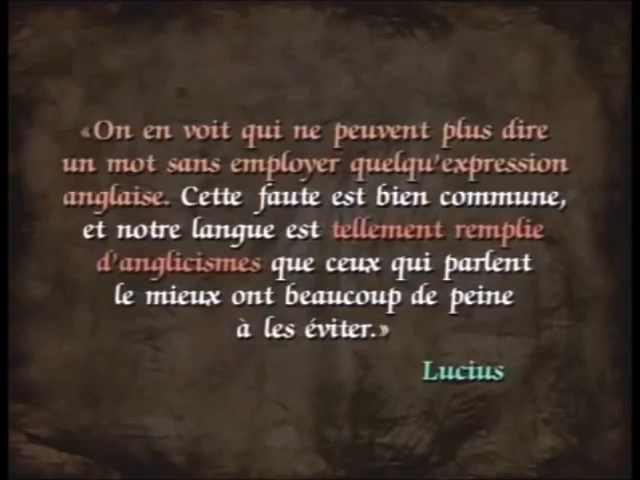 «On en voit qui ne peuvent plus dire
un mot sans employer quelqu'expression
anglaise. Cette faute est bien commune,
et notre langue est tellement remplie
d'anglicismes que ceux qui parlent
le mieux ont beaucoup de peine
à les éviter.»
Lucius